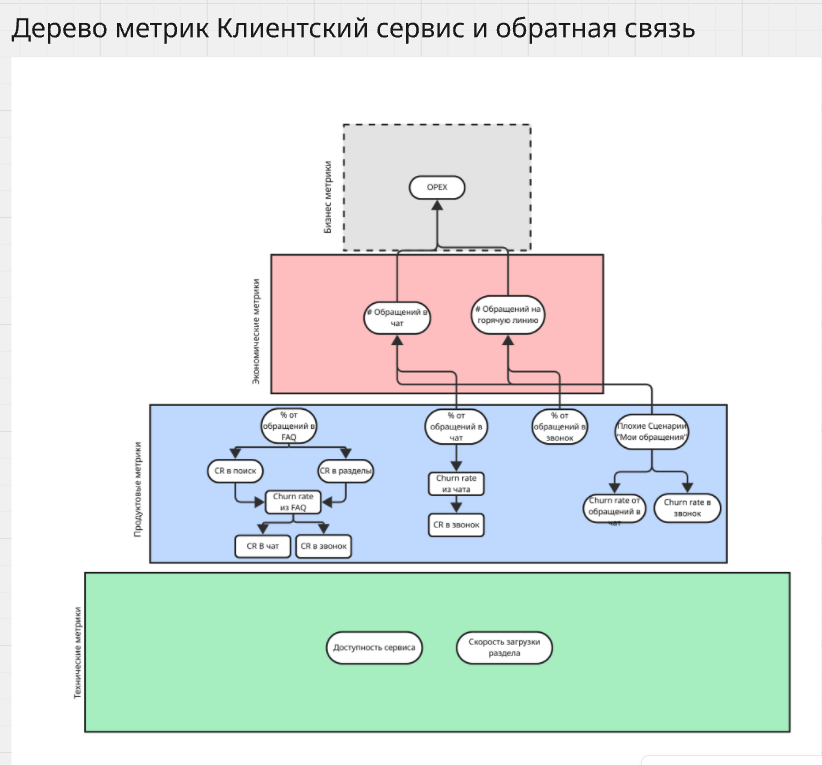 Дерево метрик Клиентский сервис и обратная связь
Бизнес метрики
OPEX
Экономические метрики
# Обращений в
чат
# Обращений на
горячую линию
Продуктовые метрики
% от
обращений в
FAQ
% от
обращений в
чат
% от
обращений в
звонок
Плохие Сценарии
"Мои обращения"
CR в поиск
CR в разделы
Churn rate
из FAQ
CR В чат
CR в звонок
Churn rate
из чата
CR в звонок
Churn rate от
обращений в
чат
Churn rate в
звонок
Технические метрики
Доступность сервиса
Скорость загрузки
раздела